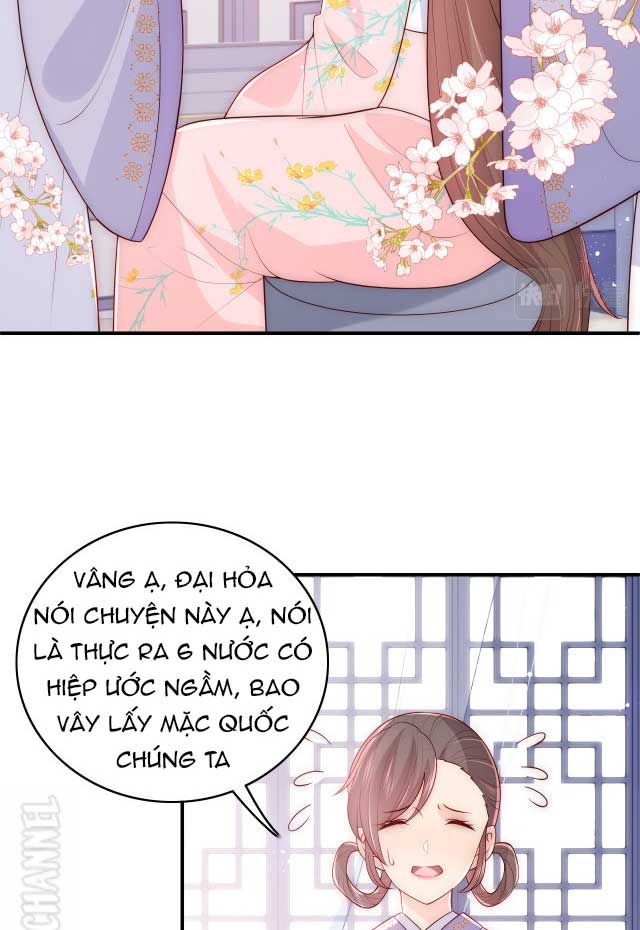 VÂNG Ạ, ĐẠI HỎA
NÓI CHUYỆN NÀY Ạ, NÓI
LÀ THỰC RA 6 NƯỚC CÓ
HIỆP ƯỚC NGẦM, BAO
VÂY LẤY MẶC QUỐC
CHÚNG TA
CHANNEL